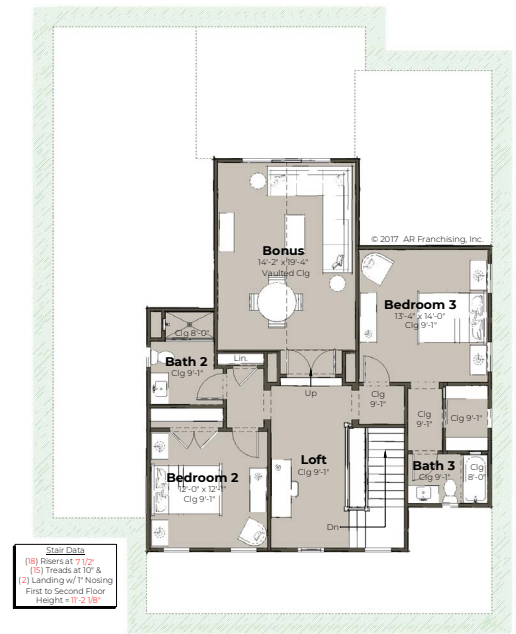 © 2017 AR Franchising, Inc.
Bonus
14'-2" x 19'-4"
Vaulted Clg
Bedroom 3
13'-4" x 14'-0"
Clg 9'-1"
Clg 8'-0"
Bath 2
Clg 9'-1"
Lin.
Up
Clg
9'-1"
Clg
9'-1"
Clg 9'-1"
Loft
Clg 9'-1"
Bath 3
Clg 9'-1"
Clg
8'-0"
Bedroom 2
12'-0" x 12'-1"
Clg 9'-1"
Dn
Stair Data
(18) Risers at 7 1/2"
(15) Treads at 10" &
(2) Landing w/ 1" Nosing
First to Second Floor
Height = 11'-2 1/8"